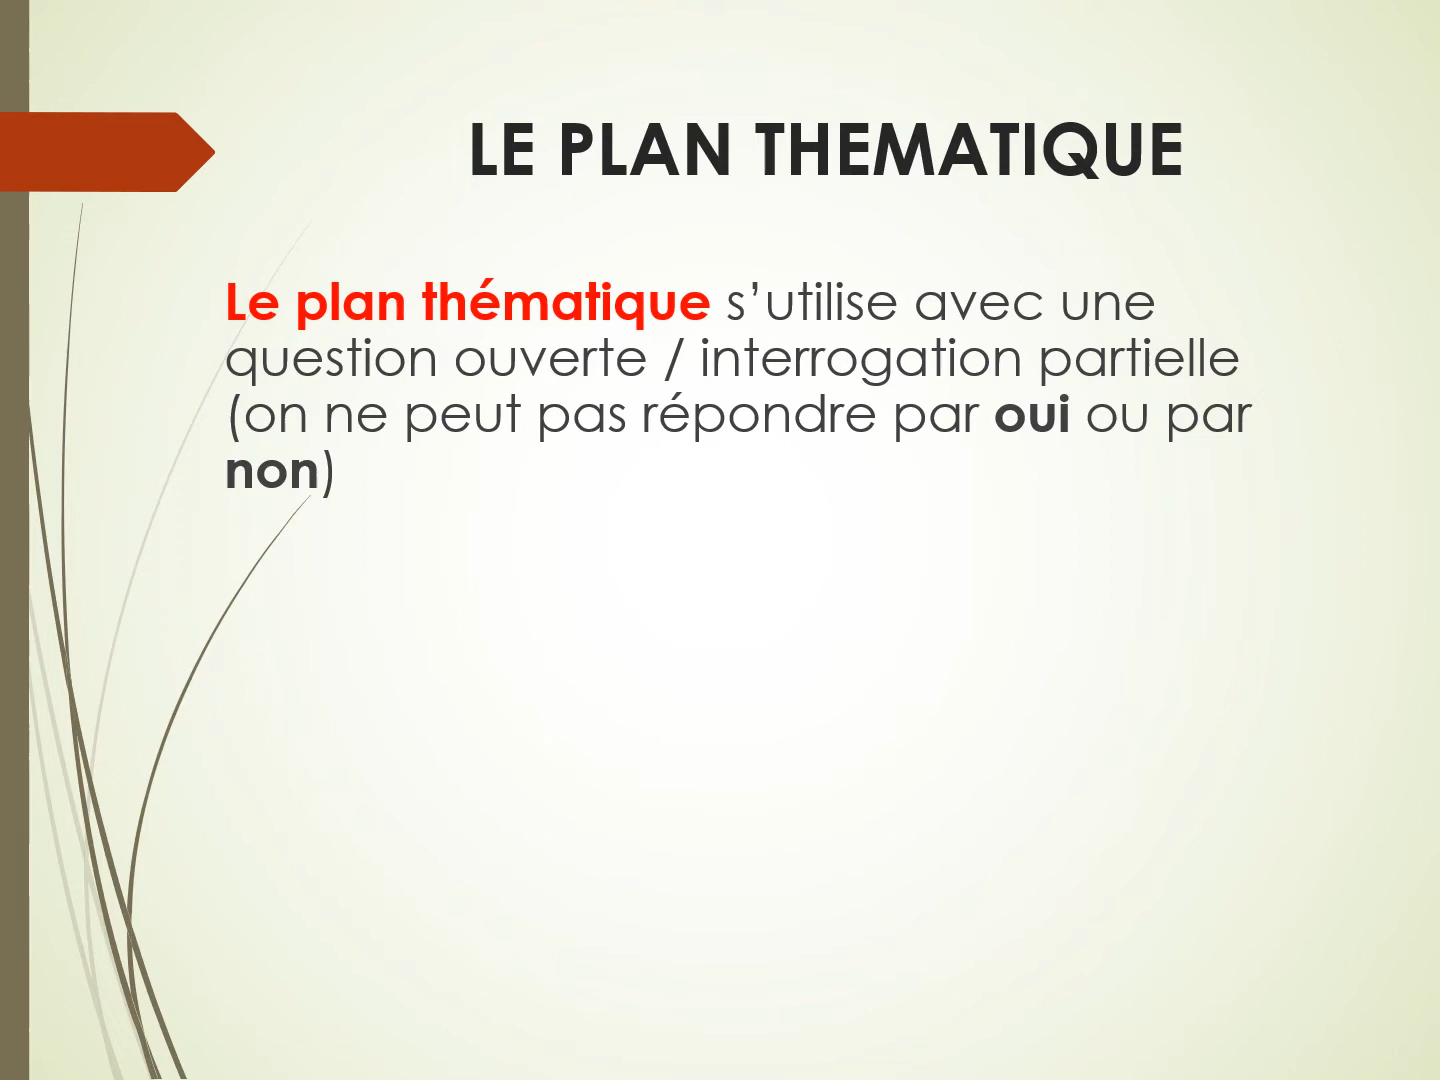 LE PLAN THEMATIQUE
Le plan thématique s’utilise avec une
question ouverte / interrogation partielle
(on ne peut pas répondre par oui ou par
non)